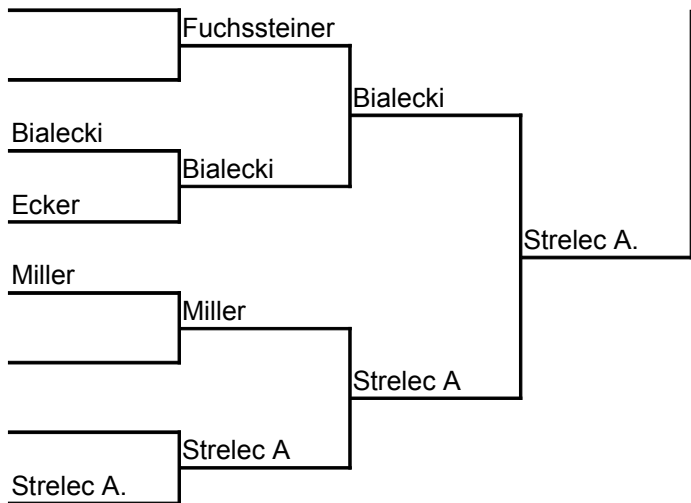 Fuchssteiner
Bialecki
Bialecki
Bialecki
Ecker
Strelec A.
Miller
Miller
Strelec A
Strelec A
Strelec A.